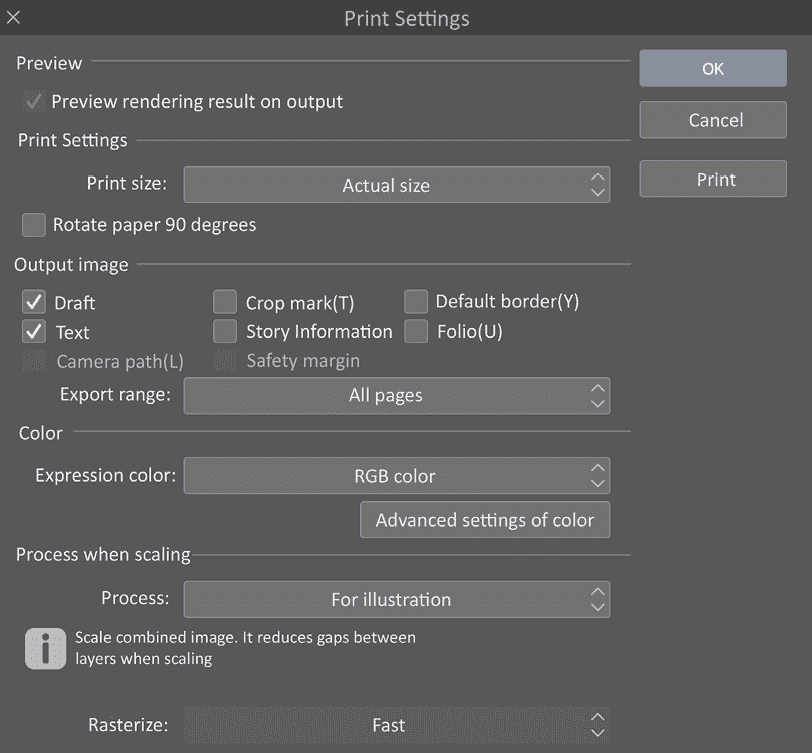 Print Settings
Preview
OK
Preview rendering result on output
Cancel
Print Settings
Print size:
Actual size
Print
Rotate paper 90 degrees
Output image
Draft
Crop mark(T)
Default border(Y)
Text
Story Information
Folio(U)
Camera path(L)
Safety margin
Export range:
All pages
Color
Expression color:
RGB color
Advanced settings of color
Process when scaling
Process:
For illustration
Scale combined image. It reduces gaps between
layers when scaling
Rasterize:
Fast